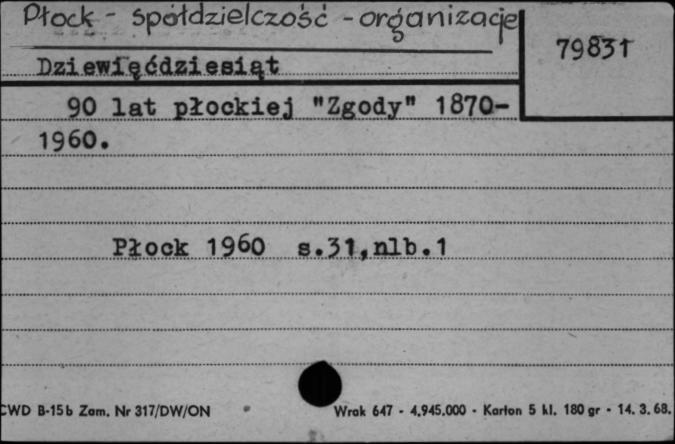 Płock - spółdzielczość - organizacje
79831
Dziewięćdziesiąt
90 lat płockiej "Zgody" 1870-
1960.
Płock 1960 s.31,nlb.1
CWD B-15b Zam. Nr 317/DW/ON
Wrak 647 - 4.945.000 - Karton 5 kl. 180 gr - 14. 3. 68.